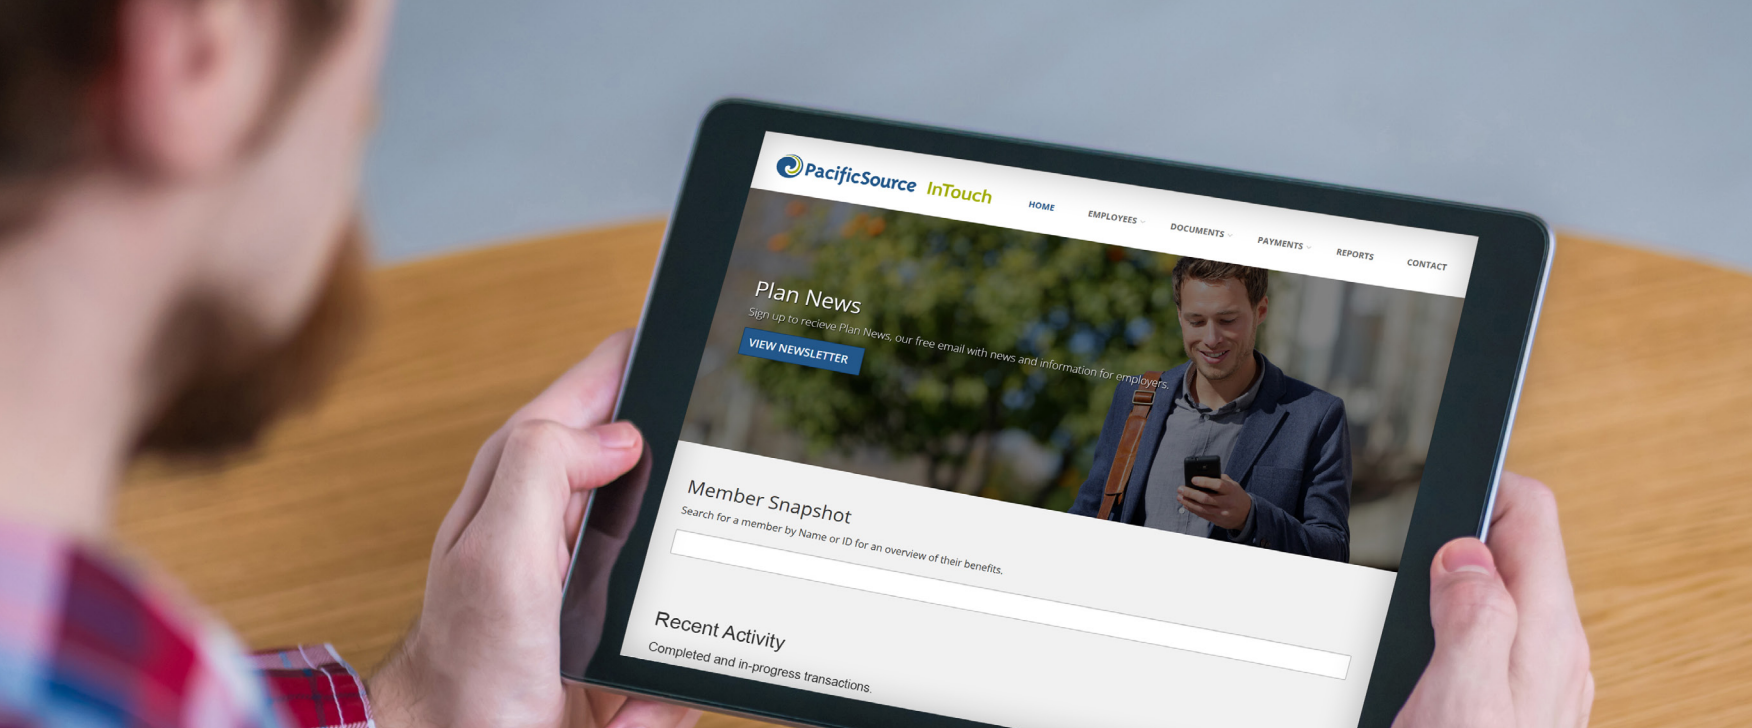 PacificSource InTouch
HOME EMPLOYEES DOCUMENTS PAYMENTS REPORTS CONTACT
Plan News
Sign up to recieve Plan News, our free email with news and information for employers.
VIEW NEWSLETTER
Member Snapshot
Search for a member by Name or ID for an overview of their benefits.
Recent Activity
Completed and in-progress transactions.